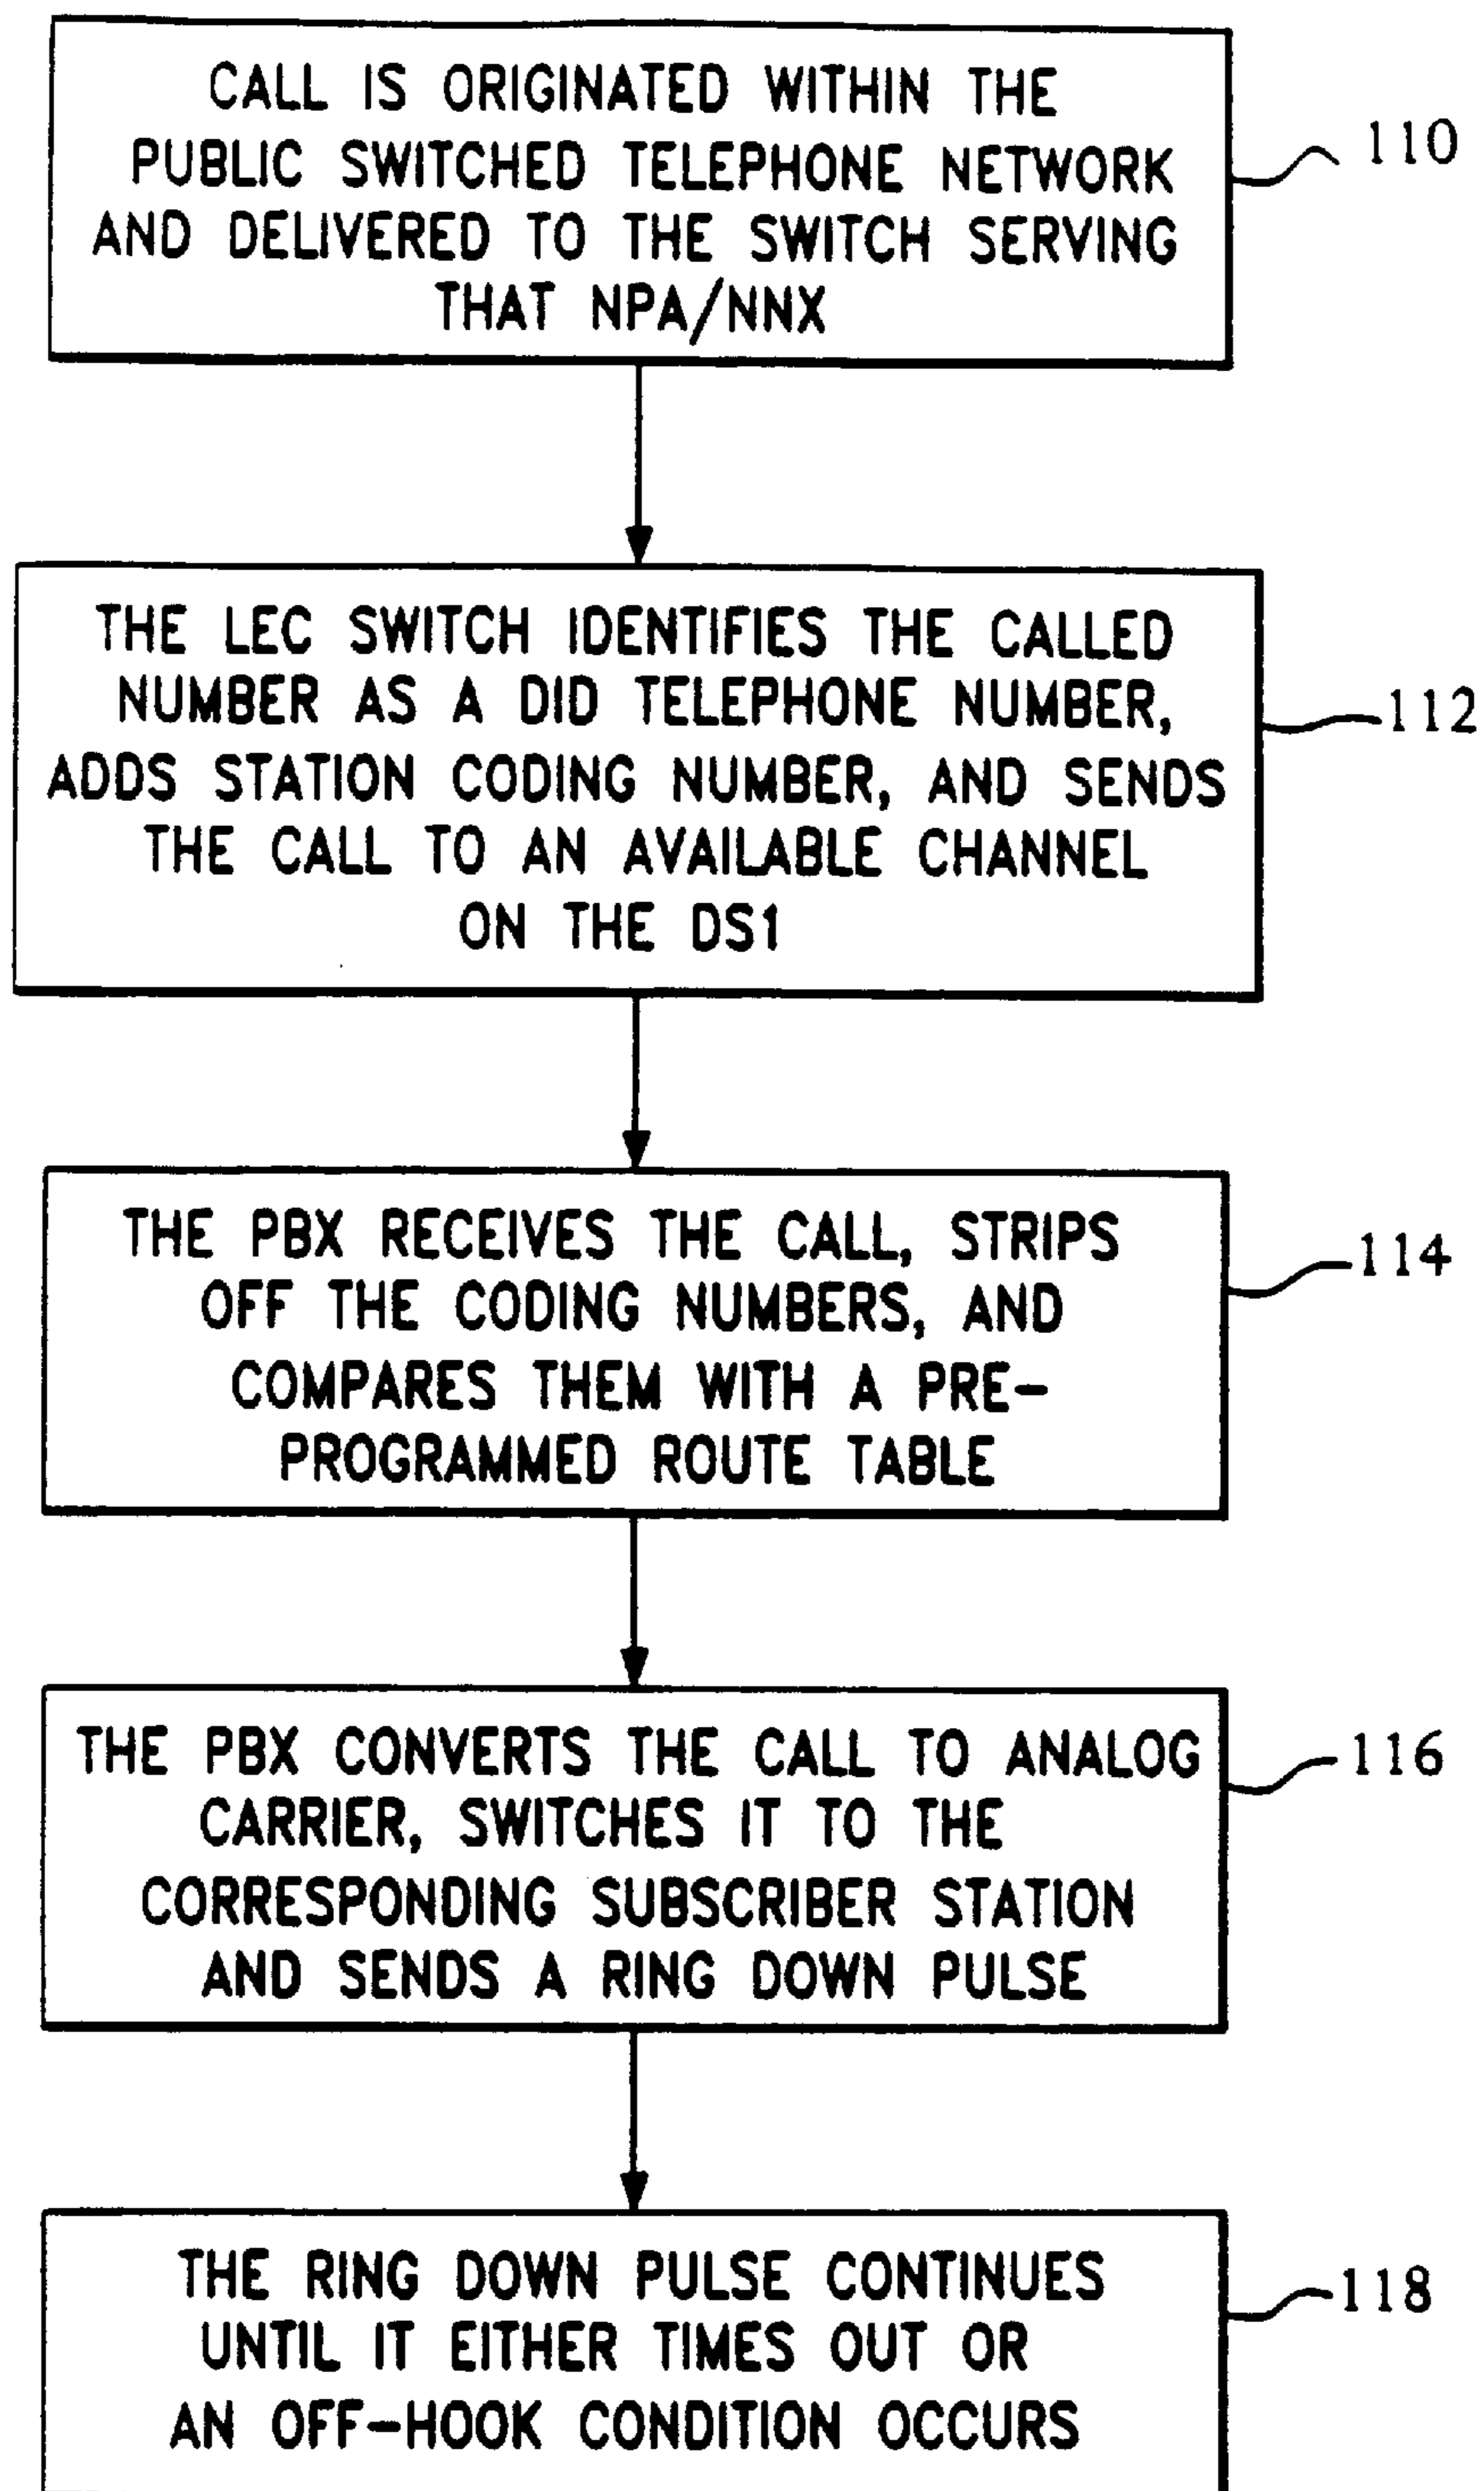 CALL IS ORIGINATED WITHIN THE
PUBLIC SWITCHED TELEPHONE NETWORK
AND DELIVERED TO THE SWITCH SERVING
THAT NPA/NNX
110
THE LEC SWITCH IDENTIFIES THE CALLED
NUMBER AS A DID TELEPHONE NUMBER,
ADDS STATION CODING NUMBER, AND SENDS
THE CALL TO AN AVAILABLE CHANNEL
ON THE DS1
112
THE PBX RECEIVES THE CALL, STRIPS
OFF THE CODING NUMBERS, AND
COMPARES THEM WITH A PRE-
PROGRAMMED ROUTE TABLE
114
THE PBX CONVERTS THE CALL TO ANALOG
CARRIER, SWITCHES IT TO THE
CORRESPONDING SUBSCRIBER STATION
AND SENDS A RING DOWN PULSE
116
THE RING DOWN PULSE CONTINUES
UNTIL IT EITHER TIMES OUT OR
AN OFF-HOOK CONDITION OCCURS
118